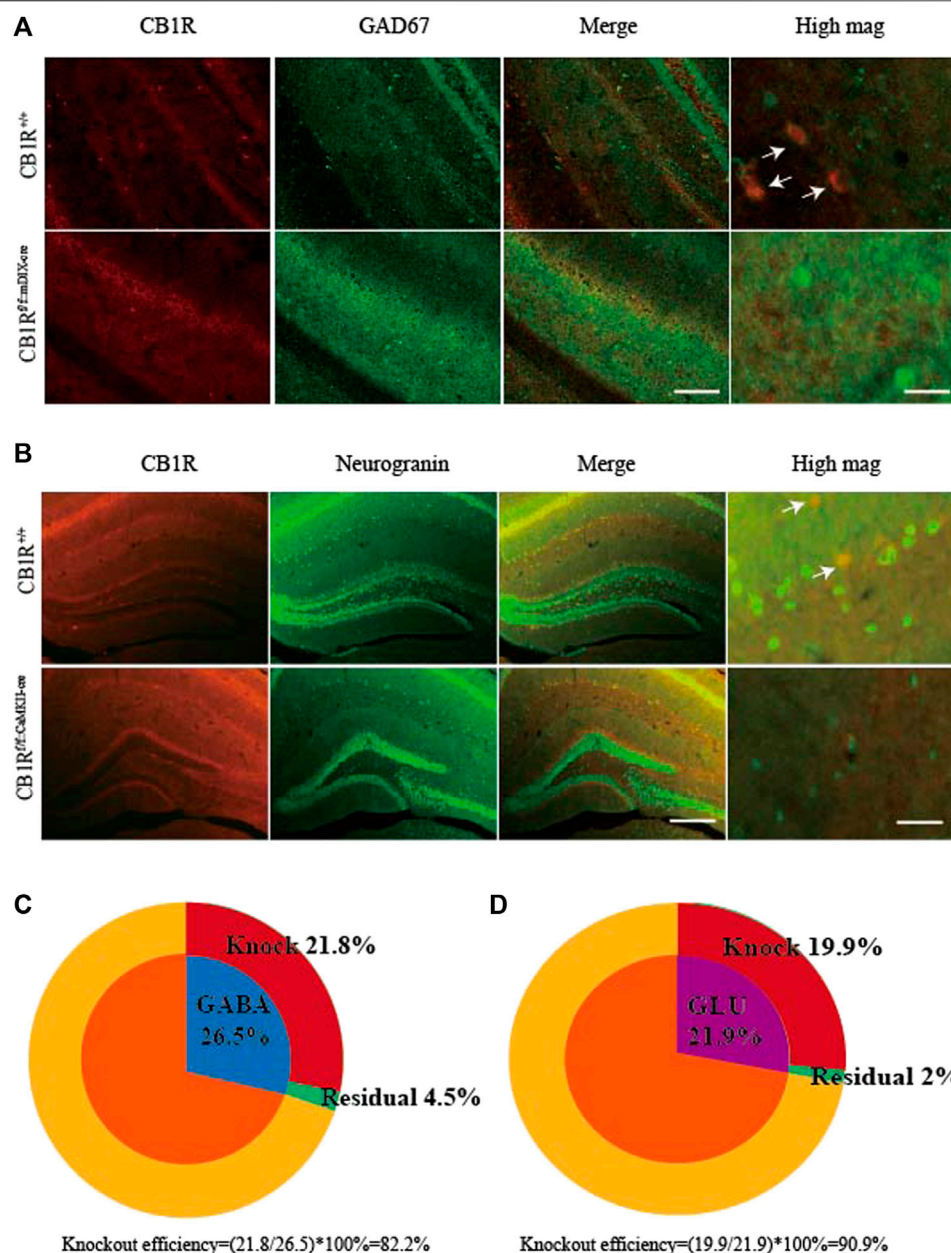 A
CB1R GAD67 Merge High mag
CB1R+/+
CB1Rf/f:mDIX-cre
B
CB1R Neurogranin Merge High mag
CB1R+/+
CB1Rf/f:CaMKII-cre
C
Knock 21.8%
GABA
26.5%
Residual 4.5%
Knockout efficiency=(21.8/26.5)*100%=82.2%
D
Knock 19.9%
GLU
21.9%
Residual 2%
Knockout efficiency=(19.9/21.9)*100%=90.9%